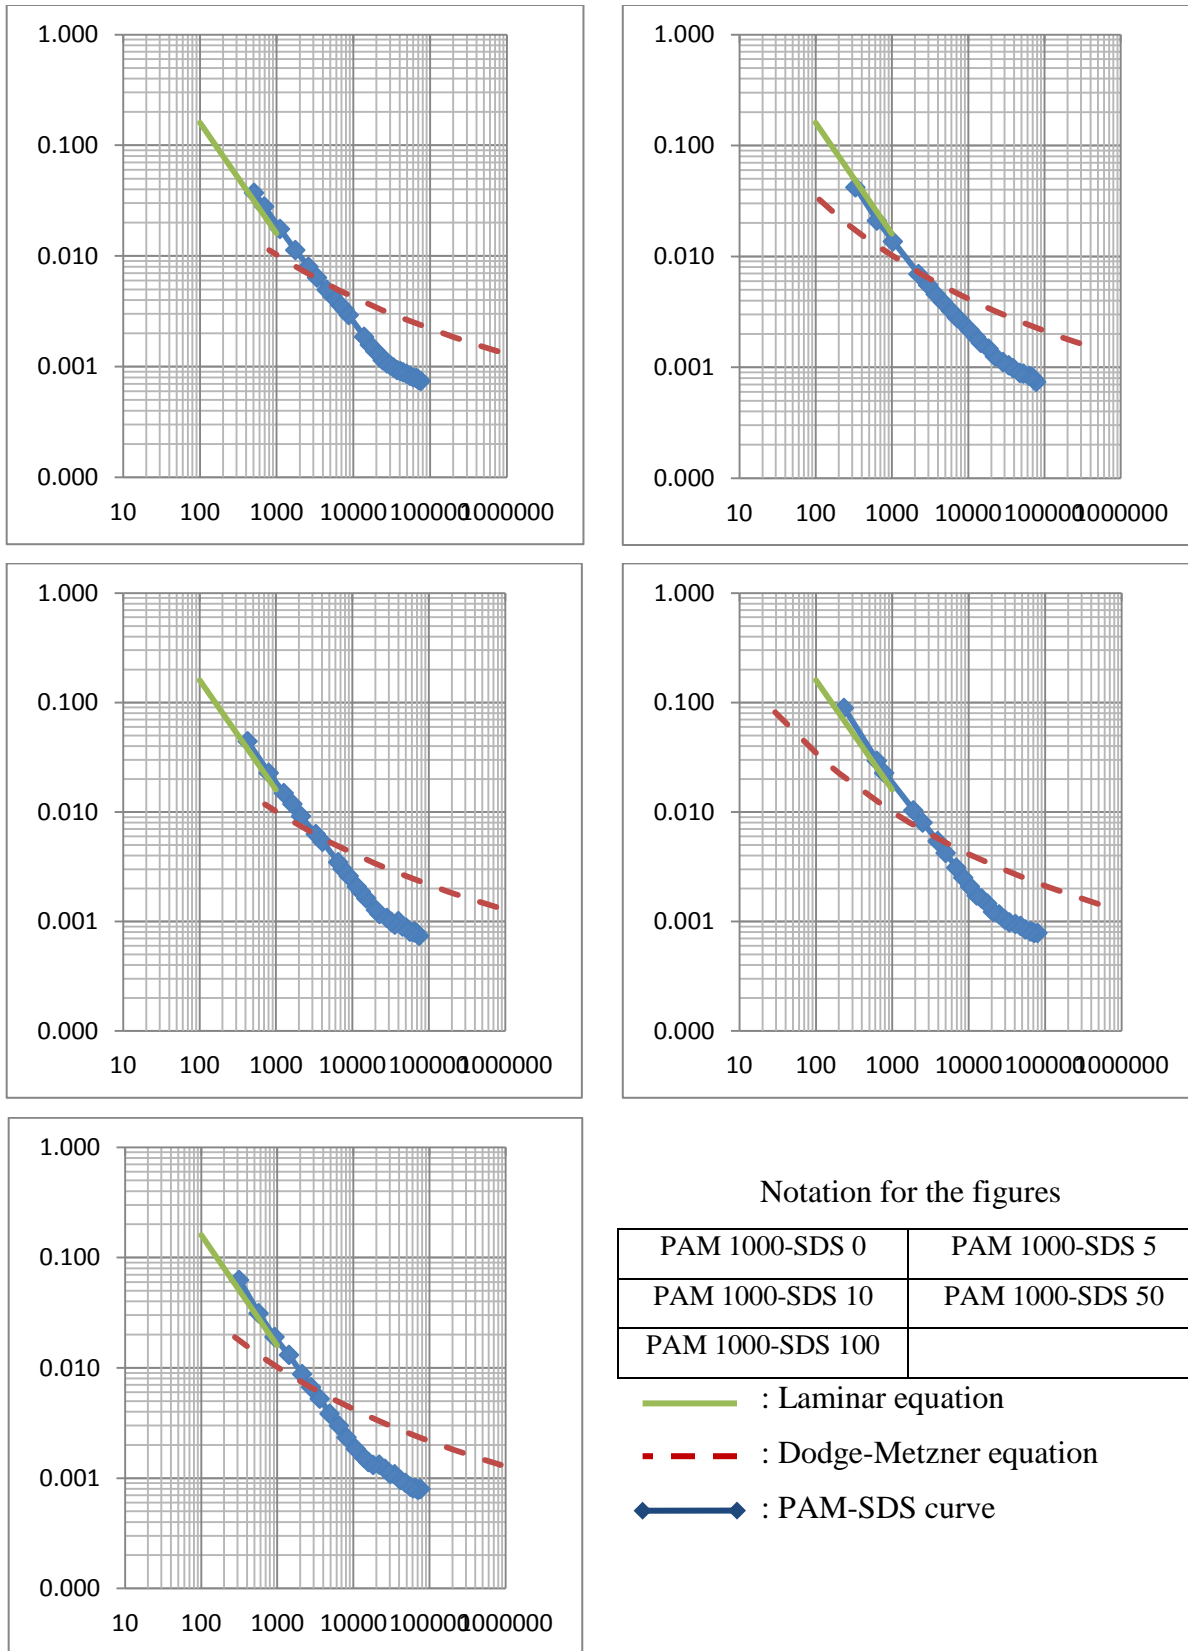 1.000
0.100
0.010
0.001
0.000
10 100 1000 10000 100000 1000000
1.000
0.100
0.010
0.001
0.000
10 100 1000 10000 100000 1000000
1.000
0.100
0.010
0.001
0.000
10 100 1000 10000 100000 1000000
1.000
0.100
0.010
0.001
0.000
10 100 1000 10000 100000 1000000
1.000
0.100
0.010
0.001
0.000
10 100 1000 10000 100000 1000000
Notation for the figures
PAM 1000-SDS 0 PAM 1000-SDS 5
PAM 1000-SDS 10 PAM 1000-SDS 50
PAM 1000-SDS 100
: Laminar equation
: Dodge-Metzner equation
: PAM-SDS curve